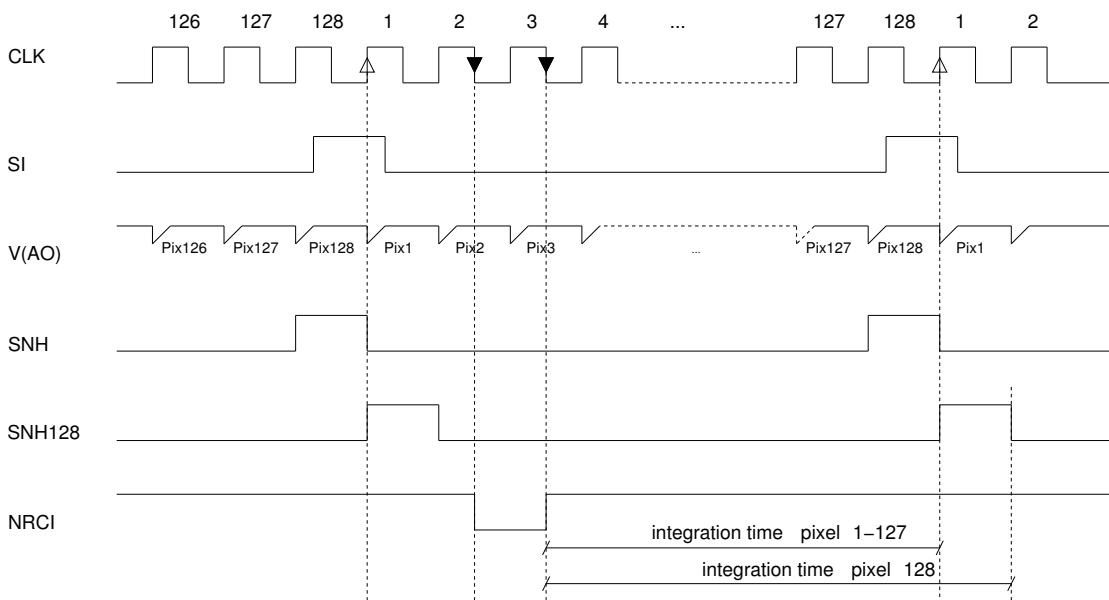 126 127 128 1 2 3 4 ... 127 128 1 2
CLK
SI
V(AO)
Pix126 Pix127 Pix128 Pix1 Pix2 Pix3 ... Pix127 Pix128 Pix1
SNH
SNH128
NRCI
integration time pixel 1–127
integration time pixel 128